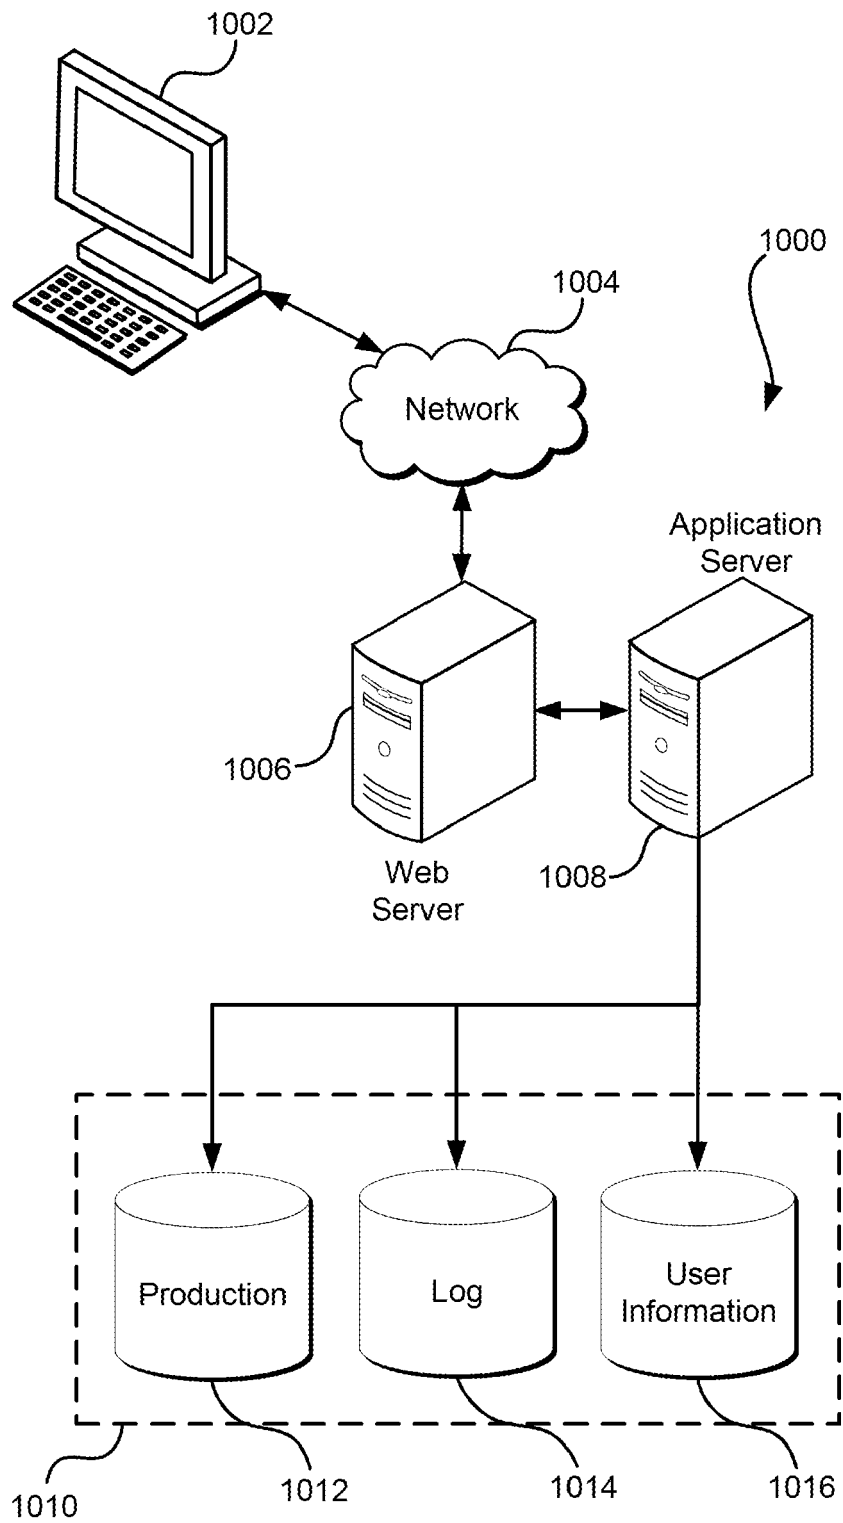 1002
1000
1004
Network
Application
Server
1006
1008
Web
Server
Production
Log
User
Information
1010
1012
1014
1016